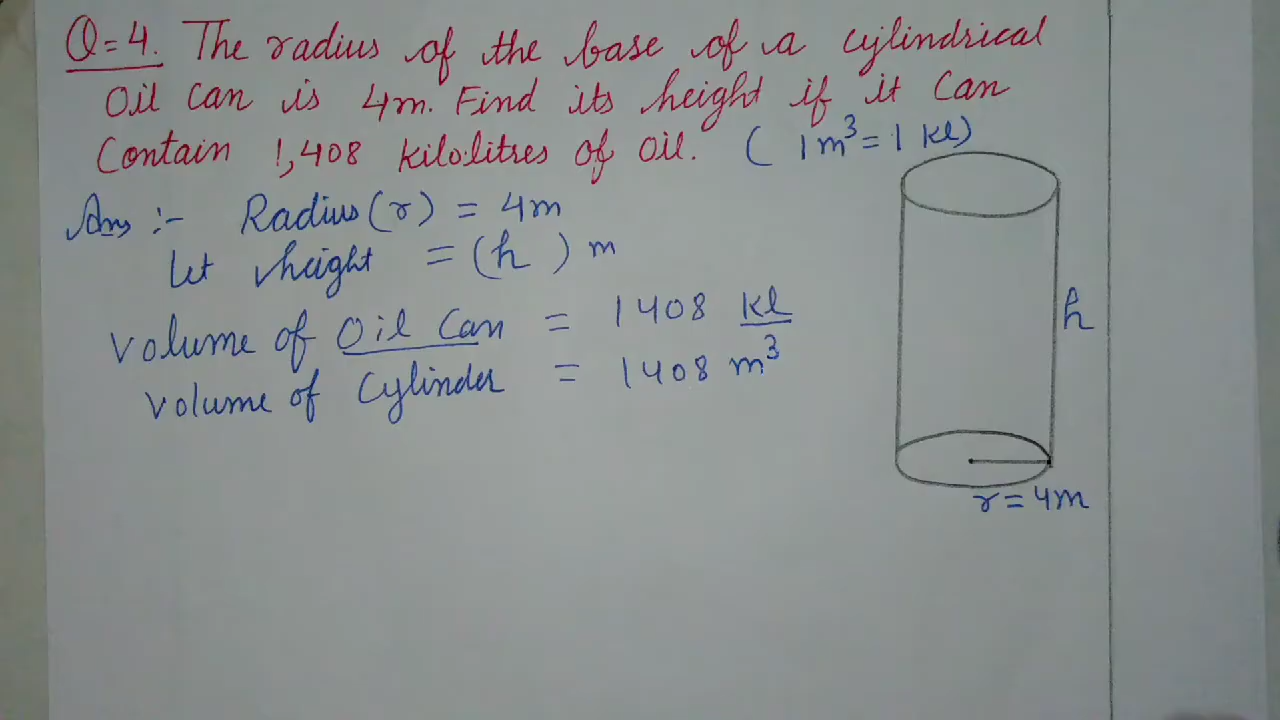 Q=4. The radius of the base of a cylindrical
Oil Can is 4m. Find its height if it Can
Contain 1,408 kilolitres of Oil. ( 1m³=1 kl)
Ans :- Radius(r) = 4m
Let height = (h) m
Volume of Oil Can = 1408 kl
Volume of Cylinder = 1408 m³
h
r=4m